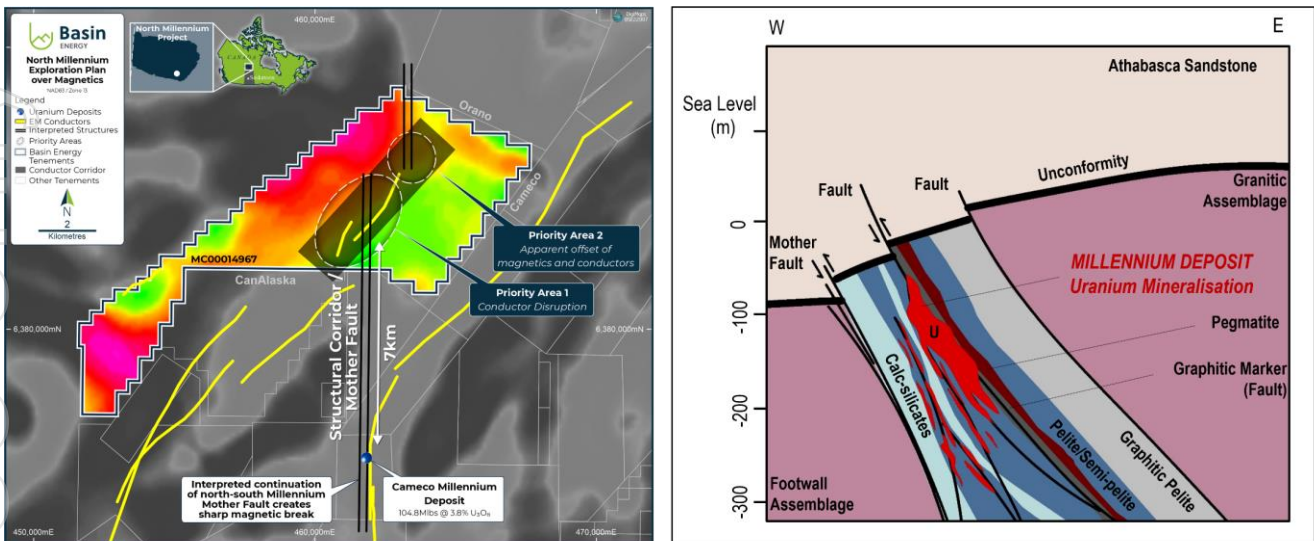 Basin
ENERGY
North Millennium
Exploration Plan
over Magnetics
NAD83 / Zone 13
Legend
Uranium Deposits
EM Conductors
Interpreted Structures
Priority Areas
Basin Energy
Tenements
Conductor Corridor
Other Tenements
N
2
Kilometres
North Millennium
Project
CANADA
460,000mE
Orano
Cameco
MC00014967
CanAlaska
Priority Area 2
Apparent offset of
magnetics and conductors
Priority Area 1
Conductor Disruption
6,380,000mN
6,380,000mN
Structural Corridor /
Mother Fault
7km
Interpreted continuation
of north-south Millennium
Mother Fault creates
sharp magnetic break
Cameco Millennium
Deposit
104.8Mlbs @ 3.8% U₃O₈
450,000mE
460,000mE
470,000mE
W
E
Athabasca Sandstone
Sea Level
(m)
Unconformity
Fault
Fault
Granitic
Assemblage
0
Mother
Fault
MILLENNIUM DEPOSIT
Uranium Mineralisation
-100
Pegmatite
U
Graphitic Marker
(Fault)
Calc-silicates
-200
Pelite/Semi-pelite
Graphitic Pelite
Footwall
Assemblage
-300